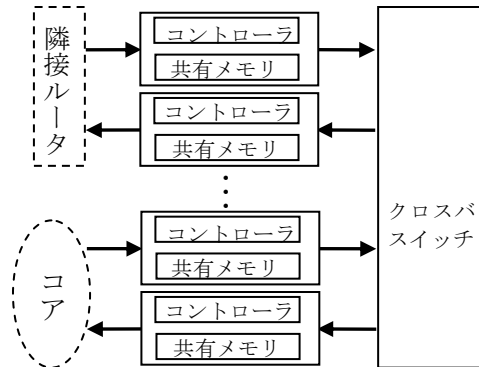 隣接ルータ
コントローラ
共有メモリ
コントローラ
共有メモリ
コントローラ
共有メモリ
コントローラ
共有メモリ
コア
クロスバ
スイッチ